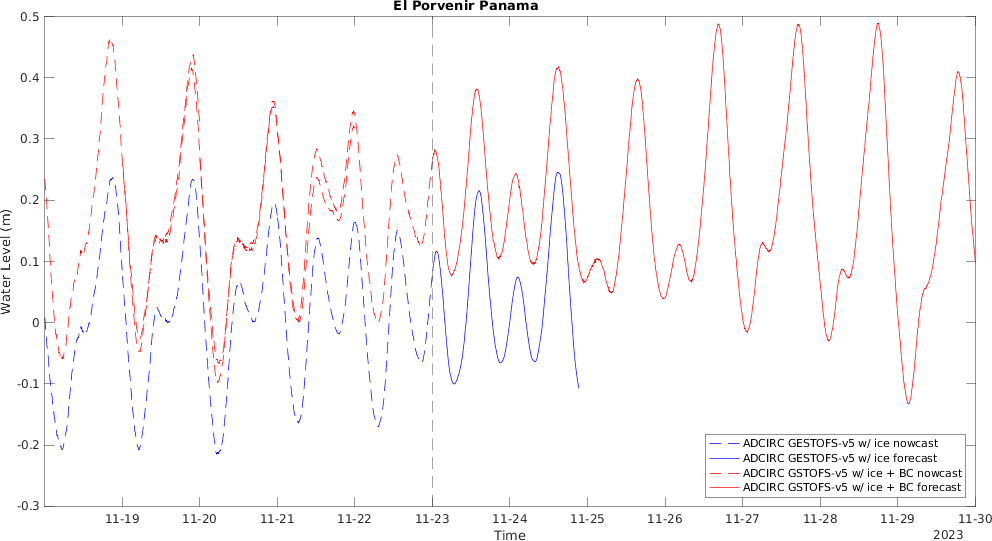 El Porvenir Panama
0.5
0.4
0.3
0.2
0.1
0
-0.1
-0.2
-0.3
Water Level (m)
ADCIRC GESTOFS-v5 w/ ice nowcast
ADCIRC GESTOFS-v5 w/ ice forecast
ADCIRC GSTOFS-v5 w/ ice + BC nowcast
ADCIRC GSTOFS-v5 w/ ice + BC forecast
11-19 11-20 11-21 11-22 11-23 11-24 11-25 11-26 11-27 11-28 11-29 11-30
Time
2023